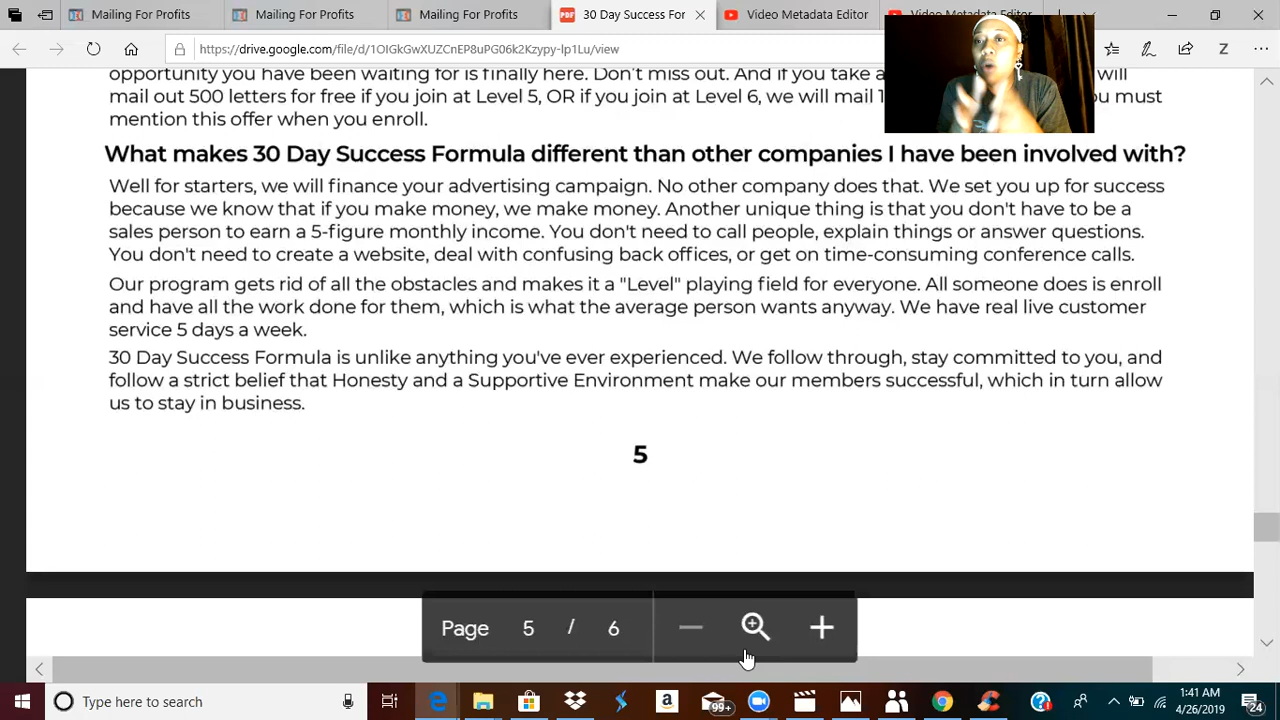 Mailing For Profits
Mailing For Profits
Mailing For Profits
PDF
30 Day Success For
Video Metadata Editor
Video Metadata Editor
https://drive.google.com/file/d/1OIGkGwXUZCnEP8uPG06k2Kzypy-lp1Lu/view
opportunity you have been waiting for is finally here. Don't miss out. And if you take a will
mail out 500 letters for free if you join at Level 5, OR if you join at Level 6, we will mail 1 ou must
mention this offer when you enroll.
What makes 30 Day Success Formula different than other companies I have been involved with?
Well for starters, we will finance your advertising campaign. No other company does that. We set you up for success
because we know that if you make money, we make money. Another unique thing is that you don't have to be a
sales person to earn a 5-figure monthly income. You don't need to call people, explain things or answer questions.
You don't need to create a website, deal with confusing back offices, or get on time-consuming conference calls.
Our program gets rid of all the obstacles and makes it a "Level" playing field for everyone. All someone does is enroll
and have all the work done for them, which is what the average person wants anyway. We have real live customer
service 5 days a week.
30 Day Success Formula is unlike anything you've ever experienced. We follow through, stay committed to you, and
follow a strict belief that Honesty and a Supportive Environment make our members successful, which in turn allow
us to stay in business.
5
Page 5 / 6
Type here to search
99+
1:41 AM
4/26/2019
24